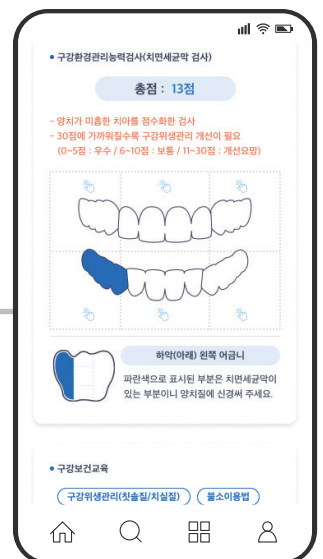 • 구강환경관리능력검사(치면세균막 검사)
총점 : 13점
- 양치가 미흡한 치아를 점수화한 검사
- 30점에 가까워질수록 구강위생관리 개선이 필요
(0~5점 : 우수 / 6~10점 : 보통 / 11~30점 : 개선요망)
하악(아래) 왼쪽 어금니
파란색으로 표시된 부분은 치면세균막이
있는 부분이니 양치질에 신경써 주세요.
• 구강보건교육
구강위생관리(칫솔질/치실질) 불소이용법